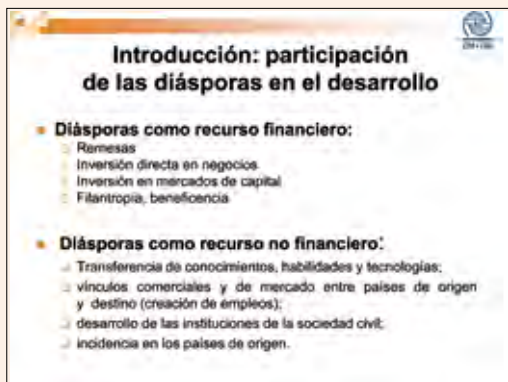 Introducción: participación
de las diásporas en el desarrollo
Diásporas como recurso financiero:
Remesas
Inversión directa en negocios
Inversión en mercados de capital
Filantropía, beneficencia
Diásporas como recurso no financiero:
Transferencia de conocimientos, habilidades y tecnologías;
vínculos comerciales y de mercado entre países de origen
y destino (creación de empleos);
desarrollo de las instituciones de la sociedad civil;
incidencia en los países de origen.